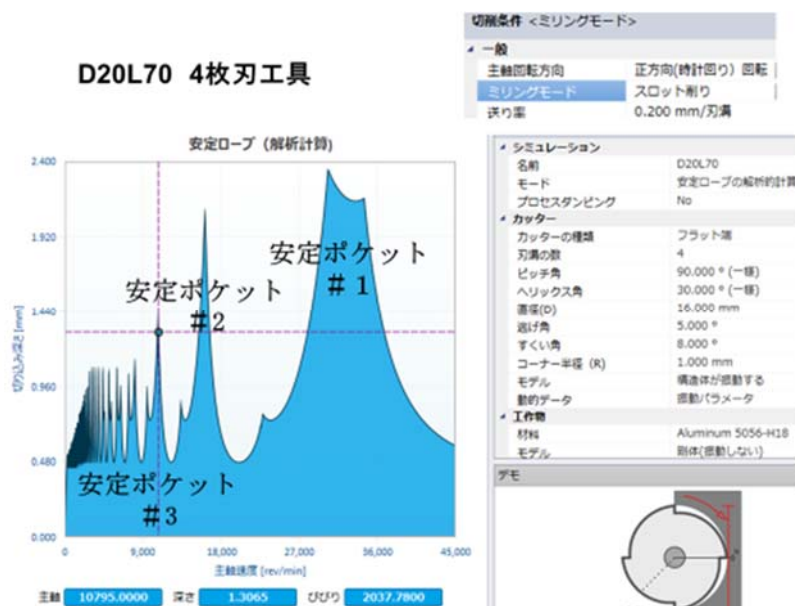 切削条件 <ミリングモード>
一般
主軸回転方向 正方向(時計回り) 回転
ミリングモード スロット削り
送り率 0.200 mm/刃溝
D20L70 4枚刃工具
安定ローブ (解析計算)
2.400
1.920
1.440
0.960
0.480
0.000
切り込み深さ [mm]
安定ポケット
#1
安定ポケット
#2
安定ポケット
#3
0 9,000 18,000 27,000 36,000 45,000
主軸速度 [rev/min]
主軸 10795.0000 深さ 1.3065 びびり 2037.7800
シミュレーション
名前 D20L70
モード 安定ローブの解析的計算
プロセスダンピング No
カッター
カッターの種類 フラット端
刃溝の数 4
ピッチ角 90.000 ° (一様)
ヘリックス角 30.000 ° (一様)
直径(D) 16.000 mm
逃げ角 5.000 °
すくい角 8.000 °
コーナー半径 (R) 1.000 mm
モデル 構造体が振動する
動的データ 振動パラメータ
工作物
材料 Aluminum 5056-H18
モデル 剛体(振動しない)
デモ